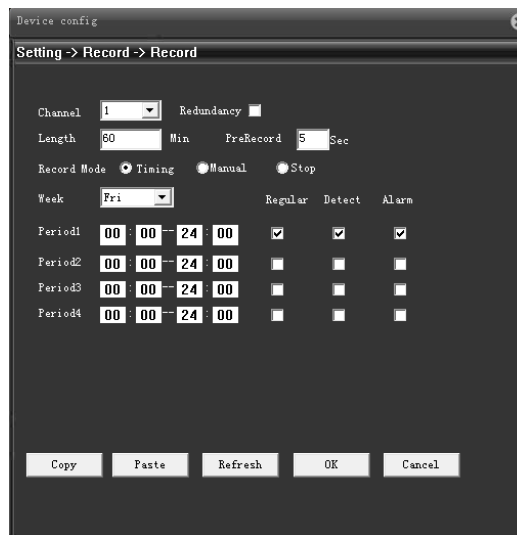 Device config
Setting -> Record -> Record
Channel 1 Redundancy
Length 60 Min PreRecord 5 Sec
Record Mode Timing Manual Stop
Week Fri Regular Detect Alarm
Period1 00 : 00 -- 24 : 00
Period2 00 : 00 -- 24 : 00
Period3 00 : 00 -- 24 : 00
Period4 00 : 00 -- 24 : 00
Copy Paste Refresh OK Cancel